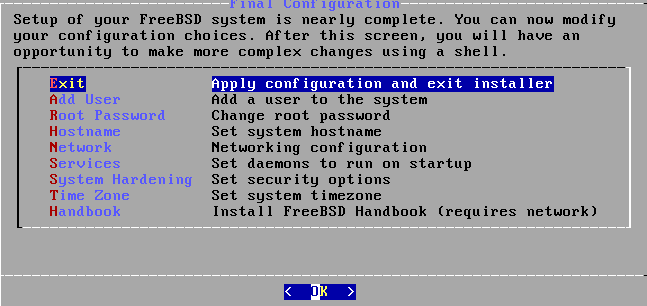 Final Configuration
Setup of your FreeBSD system is nearly complete. You can now modify
your configuration choices. After this screen, you will have an
opportunity to make more complex changes using a shell.
Exit Apply configuration and exit installer
Add User Add a user to the system
Root Password Change root password
Hostname Set system hostname
Network Networking configuration
Services Set daemons to run on startup
System Hardening Set security options
Time Zone Set system timezone
Handbook Install FreeBSD Handbook (requires network)
< OK >